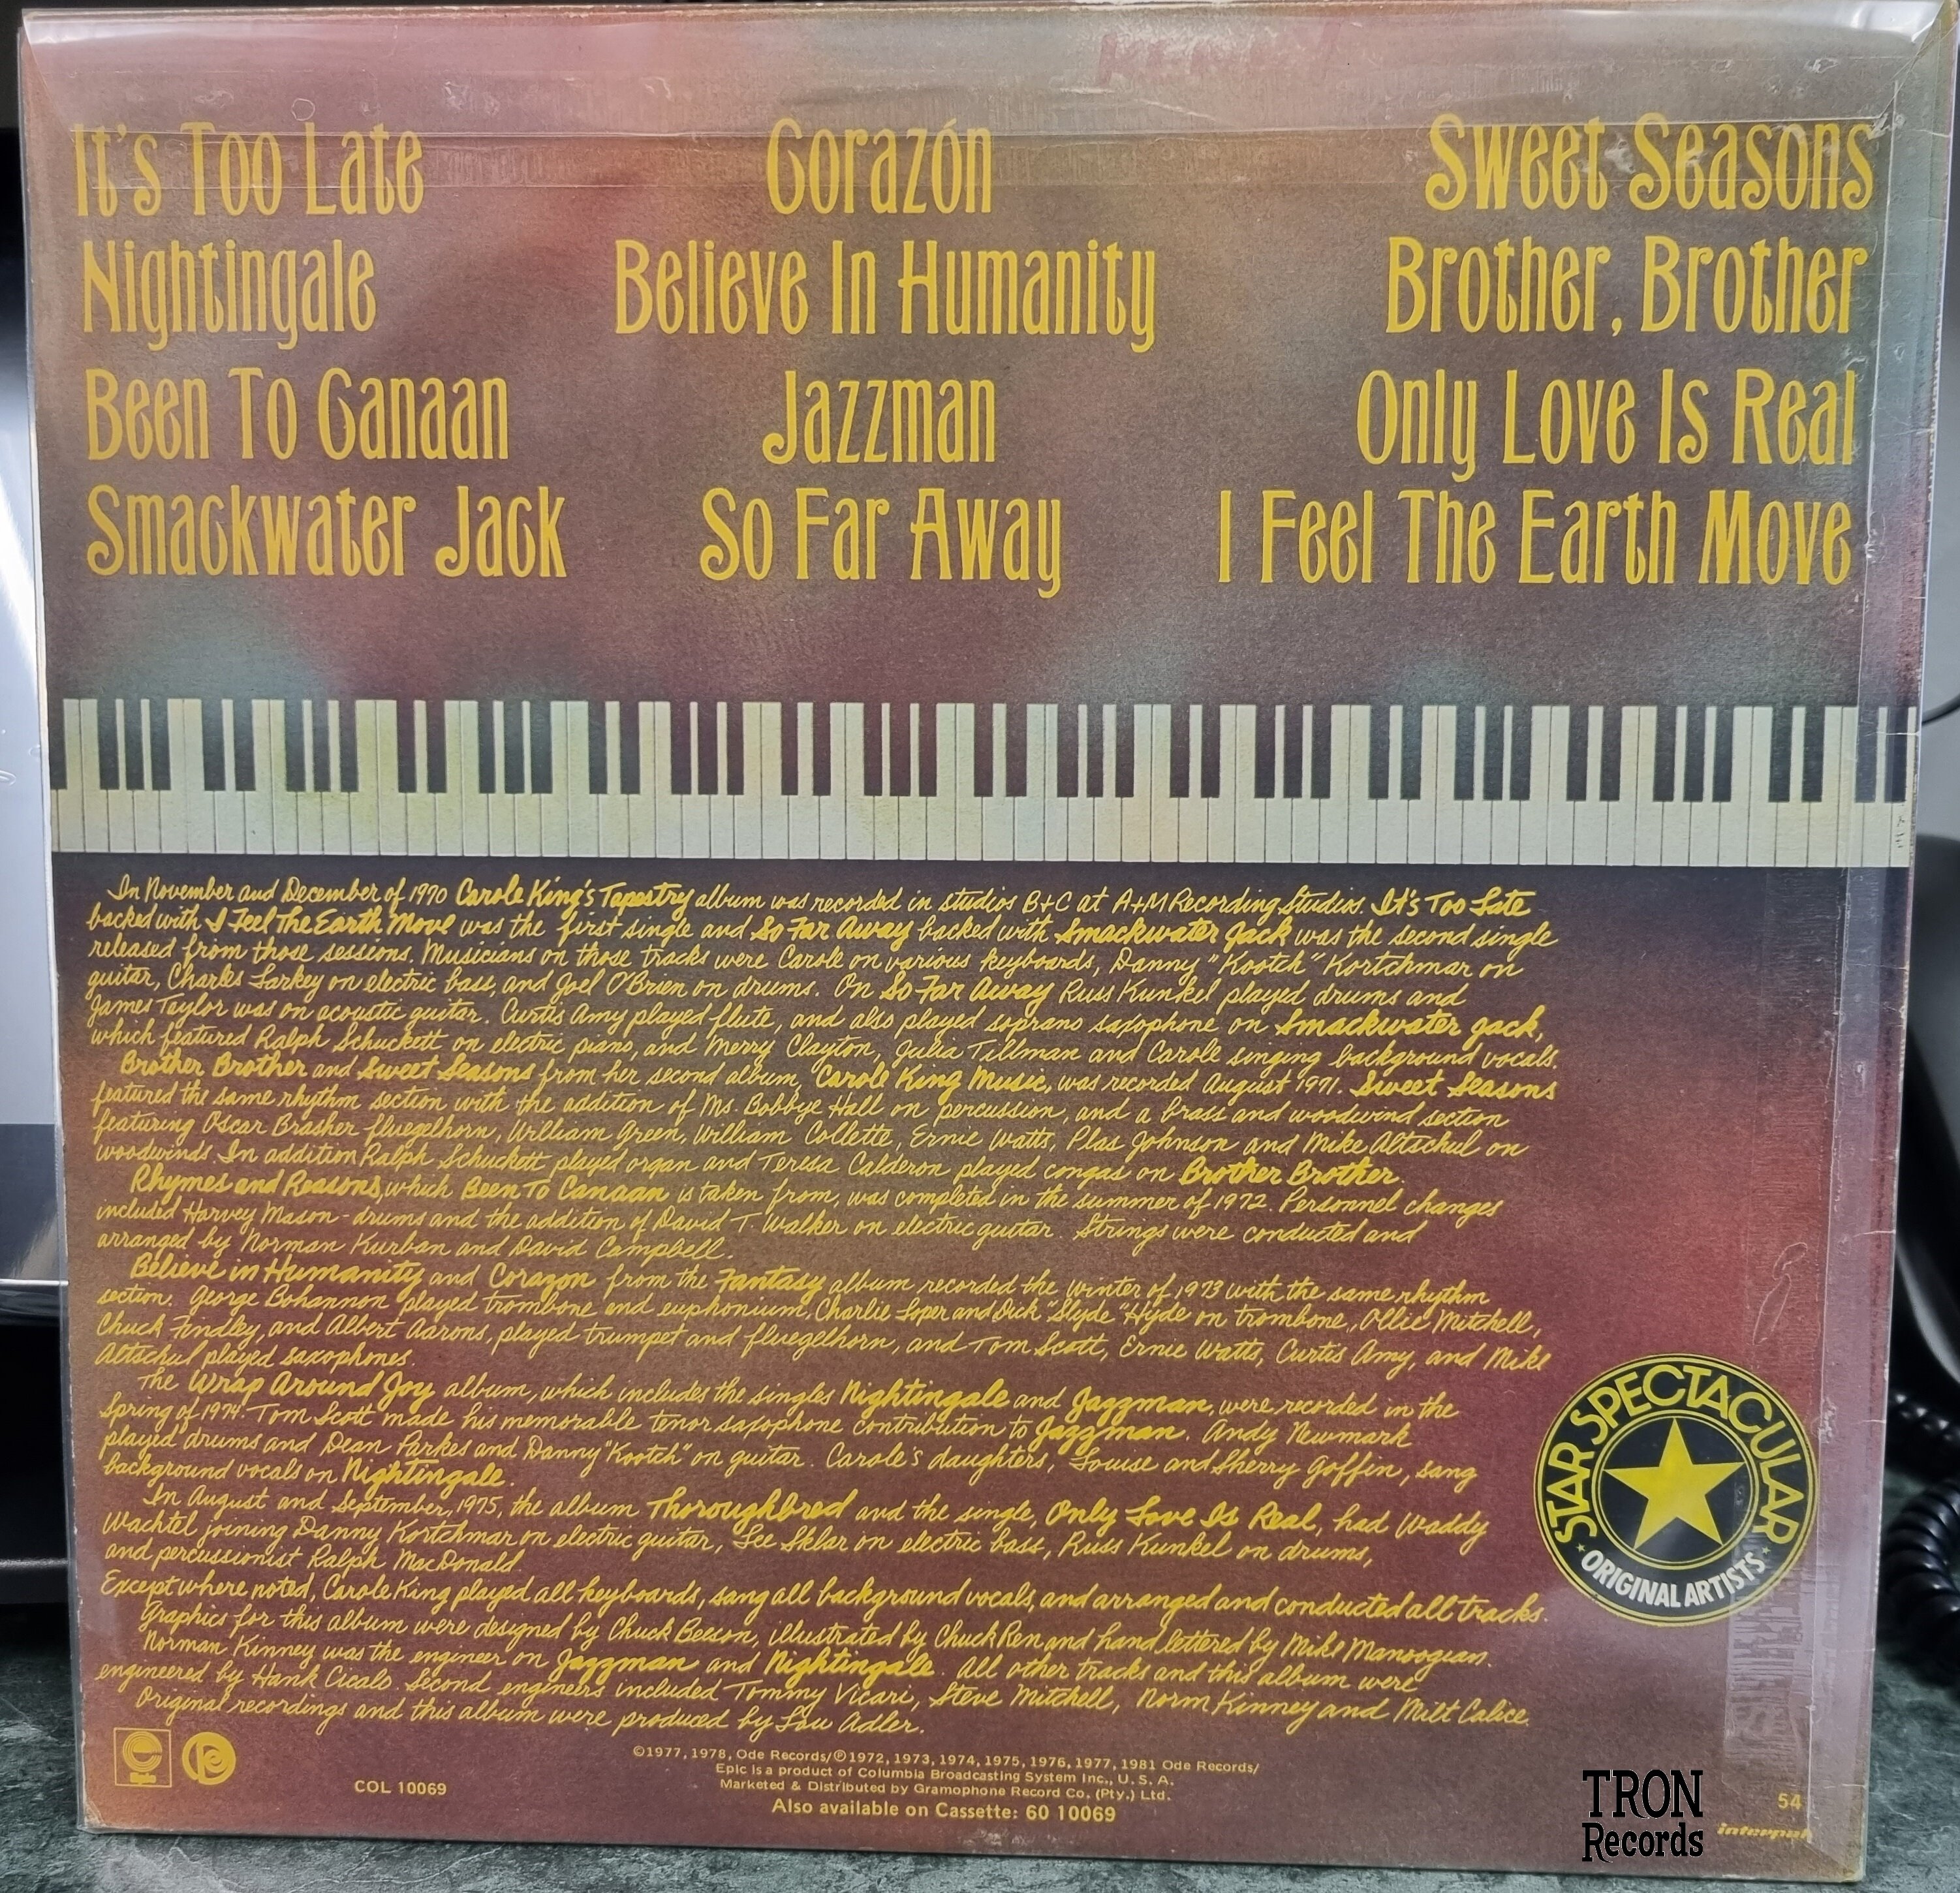 It's Too Late
Nightingale
Been To Canaan
Smackwater Jack
Corazón
Believe In Humanity
Jazzman
So Far Away
Sweet Seasons
Brother, Brother
Only Love Is Real
I Feel The Earth Move
In November and December of 1970 Carole King's Tapestry album was recorded in studios B+C at A+M Recording Studios. It's Too Late
backed with I Feel The Earth Move was the first single and So Far Away backed with Smackwater Jack was the second single
released from those sessions. Musicians on those tracks were Carole on various keyboards, Danny "Kootch" Kortchmar on
guitar, Charles Larkey on electric bass, and Joel O'Brien on drums. On So Far Away Russ Kunkel played drums and
James Taylor was on acoustic guitar. Curtis Amy played flute, and also played soprano saxophone on Smackwater Jack,
which featured Ralph Schuckett on electric piano, and Merry Clayton, Julia Tillman and Carole singing background vocals.
Brother Brother and Sweet Seasons from her second album, Carole King Music, was recorded August 1971. Sweet Seasons
featured the same rhythm section with the addition of Ms. Bobbye Hall on percussion, and a brass and woodwind section
featuring Oscar Brasher fluegelhorn, William Green, William Collette, Ernie Watts, Plas Johnson and Mike Altschul on
woodwinds. In addition Ralph Schuckett played organ and Teresa Calderon played congas on Brother Brother.
Rhymes and Reasons, which Been To Canaan is taken from, was completed in the summer of 1972. Personnel changes
included Harvey Mason - drums and the addition of David T. Walker on electric guitar. Strings were conducted and
arranged by Norman Kurban and David Campbell.
Believe in Humanity and Corazon from the Fantasy album recorded the winter of 1973 with the same rhythm
section. George Bohannon played trombone and euphonium, Charlie Loper and Dick "Slyde" Hyde on trombone, Ollie Mitchell,
Chuck Findley, and Albert Aarons, played trumpet and fluegelhorn, and Tom Scott, Ernie Watts, Curtis Amy, and Mike
Altschul played saxophones.
The Wrap Around Joy album, which includes the singles Nightingale and Jazzman, were recorded in the
Spring of 1974. Tom Scott made his memorable tenor saxophone contribution to Jazzman. Andy Newmark
played drums and Dean Parkes and Danny "Kootch" on guitar. Carole's daughters, Louise and Sherry Goffin, sang
background vocals on Nightingale.
In August and September, 1975, the album Thoroughbred and the single, Only Love Is Real, had Waddy
Wachtel joining Danny Kortchmar on electric guitar, Lee Sklar on electric bass, Russ Kunkel on drums,
and percussionist Ralph MacDonald.
Except where noted, Carole King played all keyboards, sang all background vocals, and arranged and conducted all tracks.
Graphics for this album were designed by Chuck Beeson, illustrated by Chuck Ren and hand lettered by Mike Manoogian.
Norman Kinney was the engineer on Jazzman and Nightingale. All other tracks and this album were
engineered by Hank Cicalo. Second engineers included Tommy Vicari, Steve Mitchell, Norm Kinney and Milt Calice.
Original recordings and this album were produced by Lou Adler.
STAR SPECTACULAR
ORIGINAL ARTISTS
Epic
COL 10069
©1977, 1978, Ode Records/℗1972, 1973, 1974, 1975, 1976, 1977, 1981 Ode Records/
Epic is a product of Columbia Broadcasting System Inc., U. S. A.
Marketed & Distributed by Gramophone Record Co. (Pty.) Ltd.
Also available on Cassette: 60 10069
54
interpak
TRON
Records